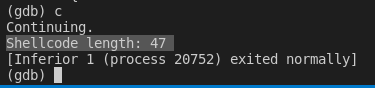 (gdb) c
Continuing.
Shellcode length: 47
[Inferior 1 (process 20752) exited normally]
(gdb)